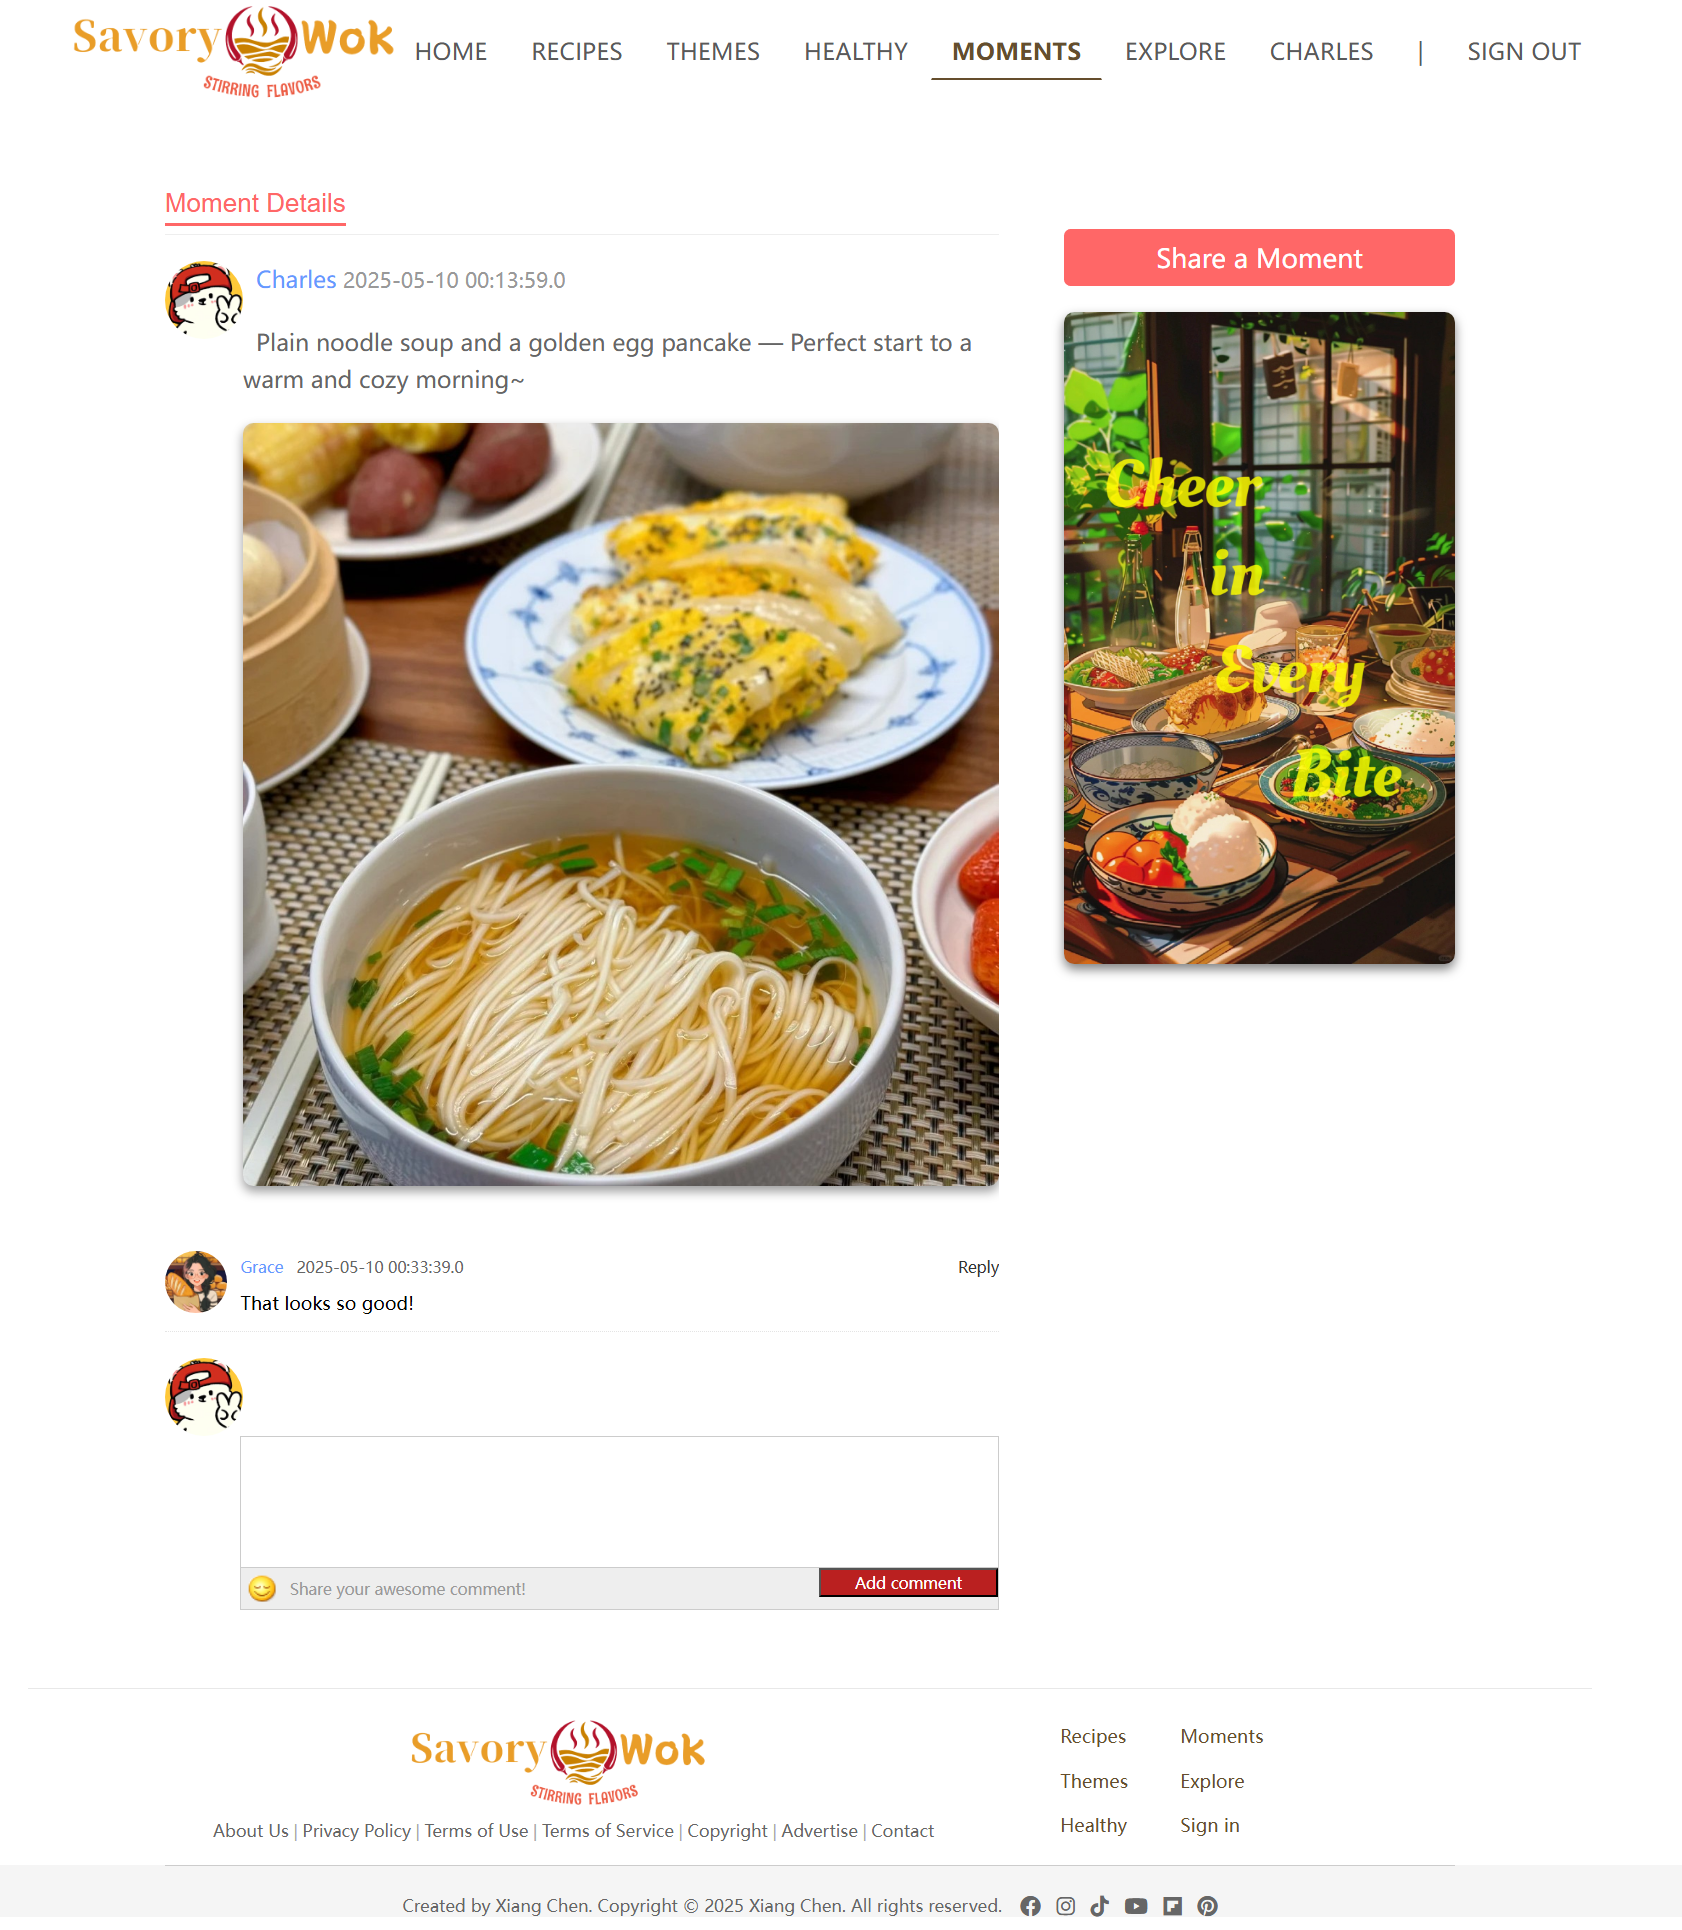 Savory Wok
STIRRING FLAVORS
HOME RECIPES THEMES HEALTHY MOMENTS EXPLORE CHARLES | SIGN OUT
Moment Details
Share a Moment
Charles 2025-05-10 00:13:59.0
Plain noodle soup and a golden egg pancake — Perfect start to a
warm and cozy morning~
Cheer
in
Every
Bite
Grace 2025-05-10 00:33:39.0 Reply
That looks so good!
Share your awesome comment! Add comment
Savory Wok
STIRRING FLAVORS
About Us | Privacy Policy | Terms of Use | Terms of Service | Copyright | Advertise | Contact
Recipes Moments
Themes Explore
Healthy Sign in
Created by Xiang Chen. Copyright © 2025 Xiang Chen. All rights reserved.